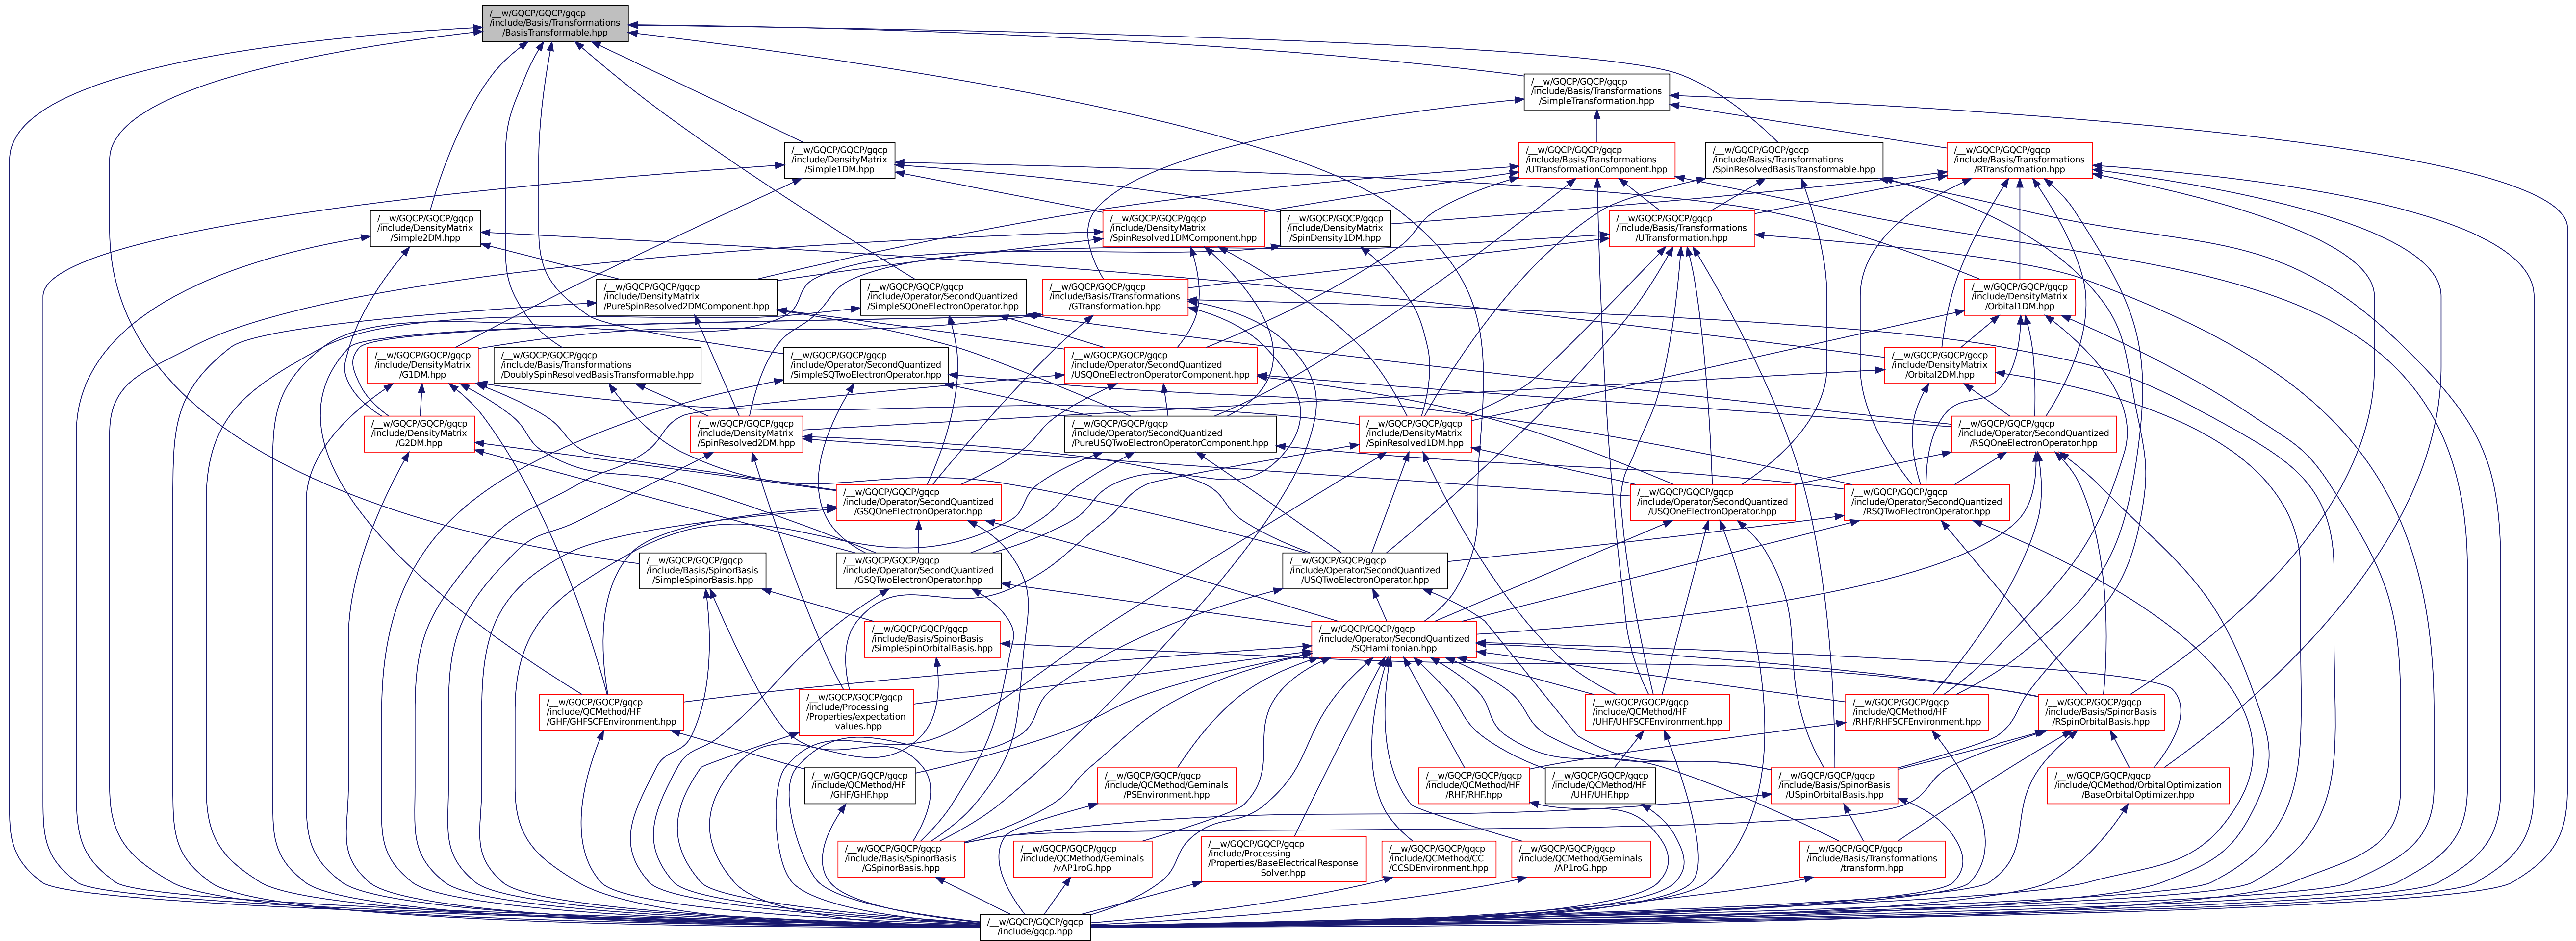 /__w/GQCP/GQCP/gqcp
/include/Basis/Transformations
/BasisTransformable.hpp
/__w/GQCP/GQCP/gqcp
/include/Basis/Transformations
/SimpleTransformation.hpp
/__w/GQCP/GQCP/gqcp
/include/DensityMatrix
/Simple1DM.hpp
/__w/GQCP/GQCP/gqcp
/include/Basis/Transformations
/UTransformationComponent.hpp
/__w/GQCP/GQCP/gqcp
/include/Basis/Transformations
/SpinResolvedBasisTransformable.hpp
/__w/GQCP/GQCP/gqcp
/include/Basis/Transformations
/RTransformation.hpp
/__w/GQCP/GQCP/gqcp
/include/DensityMatrix
/Simple2DM.hpp
/__w/GQCP/GQCP/gqcp
/include/DensityMatrix
/SpinResolved1DMComponent.hpp
/__w/GQCP/GQCP/gqcp
/include/DensityMatrix
/SpinDensity1DM.hpp
/__w/GQCP/GQCP/gqcp
/include/Basis/Transformations
/UTransformation.hpp
/__w/GQCP/GQCP/gqcp
/include/DensityMatrix
/PureSpinResolved2DMComponent.hpp
/__w/GQCP/GQCP/gqcp
/include/Operator/SecondQuantized
/SimpleSQOneElectronOperator.hpp
/__w/GQCP/GQCP/gqcp
/include/Basis/Transformations
/GTransformation.hpp
/__w/GQCP/GQCP/gqcp
/include/DensityMatrix
/Orbital1DM.hpp
/__w/GQCP/GQCP/gqcp
/include/DensityMatrix
/G1DM.hpp
/__w/GQCP/GQCP/gqcp
/include/Basis/Transformations
/DoublySpinResolvedBasisTransformable.hpp
/__w/GQCP/GQCP/gqcp
/include/Operator/SecondQuantized
/SimpleSQTwoElectronOperator.hpp
/__w/GQCP/GQCP/gqcp
/include/Operator/SecondQuantized
/USQOneElectronOperatorComponent.hpp
/__w/GQCP/GQCP/gqcp
/include/DensityMatrix
/Orbital2DM.hpp
/__w/GQCP/GQCP/gqcp
/include/DensityMatrix
/G2DM.hpp
/__w/GQCP/GQCP/gqcp
/include/DensityMatrix
/SpinResolved2DM.hpp
/__w/GQCP/GQCP/gqcp
/include/Operator/SecondQuantized
/PureUSQTwoElectronOperatorComponent.hpp
/__w/GQCP/GQCP/gqcp
/include/DensityMatrix
/SpinResolved1DM.hpp
/__w/GQCP/GQCP/gqcp
/include/Operator/SecondQuantized
/RSQOneElectronOperator.hpp
/__w/GQCP/GQCP/gqcp
/include/Operator/SecondQuantized
/GSQOneElectronOperator.hpp
/__w/GQCP/GQCP/gqcp
/include/Operator/SecondQuantized
/USQOneElectronOperator.hpp
/__w/GQCP/GQCP/gqcp
/include/Operator/SecondQuantized
/RSQTwoElectronOperator.hpp
/__w/GQCP/GQCP/gqcp
/include/Basis/SpinorBasis
/SimpleSpinorBasis.hpp
/__w/GQCP/GQCP/gqcp
/include/Operator/SecondQuantized
/GSQTwoElectronOperator.hpp
/__w/GQCP/GQCP/gqcp
/include/Operator/SecondQuantized
/USQTwoElectronOperator.hpp
/__w/GQCP/GQCP/gqcp
/include/Basis/SpinorBasis
/SimpleSpinOrbitalBasis.hpp
/__w/GQCP/GQCP/gqcp
/include/Operator/SecondQuantized
/SQHamiltonian.hpp
/__w/GQCP/GQCP/gqcp
/include/QCMethod/HF
/GHF/GHFSCFEnvironment.hpp
/__w/GQCP/GQCP/gqcp
/include/Processing
/Properties/expectation
_values.hpp
/__w/GQCP/GQCP/gqcp
/include/QCMethod/HF
/UHF/UHFSCFEnvironment.hpp
/__w/GQCP/GQCP/gqcp
/include/QCMethod/HF
/RHF/RHFSCFEnvironment.hpp
/__w/GQCP/GQCP/gqcp
/include/Basis/SpinorBasis
/RSpinOrbitalBasis.hpp
/__w/GQCP/GQCP/gqcp
/include/QCMethod/HF
/GHF/GHF.hpp
/__w/GQCP/GQCP/gqcp
/include/QCMethod/Geminals
/PSEnvironment.hpp
/__w/GQCP/GQCP/gqcp
/include/QCMethod/HF
/RHF/RHF.hpp
/__w/GQCP/GQCP/gqcp
/include/QCMethod/HF
/UHF/UHF.hpp
/__w/GQCP/GQCP/gqcp
/include/Basis/SpinorBasis
/USpinOrbitalBasis.hpp
/__w/GQCP/GQCP/gqcp
/include/QCMethod/OrbitalOptimization
/BaseOrbitalOptimizer.hpp
/__w/GQCP/GQCP/gqcp
/include/Basis/SpinorBasis
/GSpinorBasis.hpp
/__w/GQCP/GQCP/gqcp
/include/QCMethod/Geminals
/vAP1roG.hpp
/__w/GQCP/GQCP/gqcp
/include/Processing
/Properties/BaseElectricalResponse
Solver.hpp
/__w/GQCP/GQCP/gqcp
/include/QCMethod/CC
/CCSDEnvironment.hpp
/__w/GQCP/GQCP/gqcp
/include/QCMethod/Geminals
/AP1roG.hpp
/__w/GQCP/GQCP/gqcp
/include/Basis/Transformations
/transform.hpp
/__w/GQCP/GQCP/gqcp
/include/gqcp.hpp